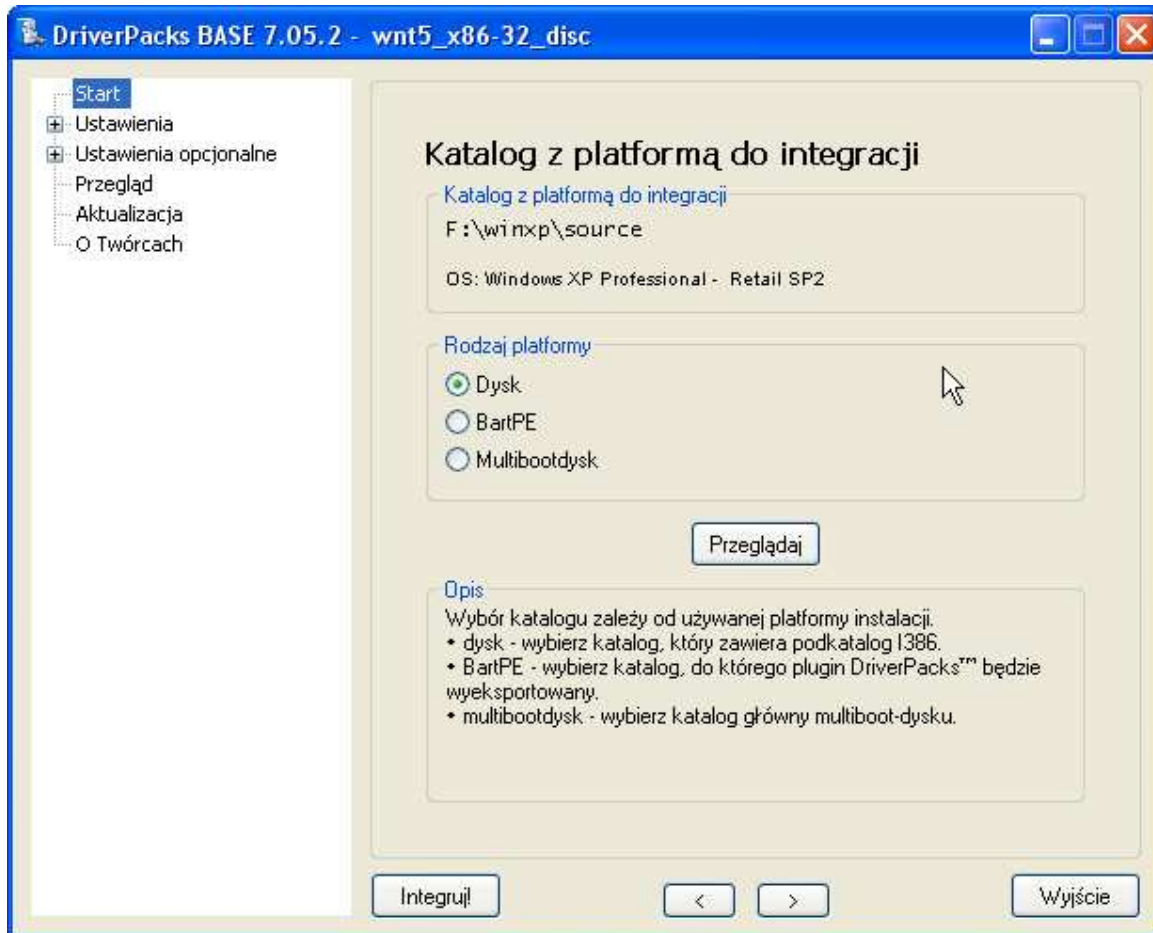 DriverPacks BASE 7.05.2 - wnt5_x86-32_disc
Start
Ustawienia
Ustawienia opcjonalne
Przegląd
Aktualizacja
O Twórcach
Katalog z platformą do integracji
Katalog z platformą do integracji
F:\winxp\source
OS: Windows XP Professional - Retail SP2
Rodzaj platformy
Dysk
BartPE
Multibootdysk
Przeglądaj
Opis
Wybór katalogu zależy od używanej platformy instalacji.
• dysk - wybierz katalog, który zawiera podkatalog I386.
• BartPE - wybierz katalog, do którego plugin DriverPacks™ będzie
wyeksportowany.
• multibootdysk - wybierz katalog główny multiboot-dysku.
Integruj!
<
>
Wyjście